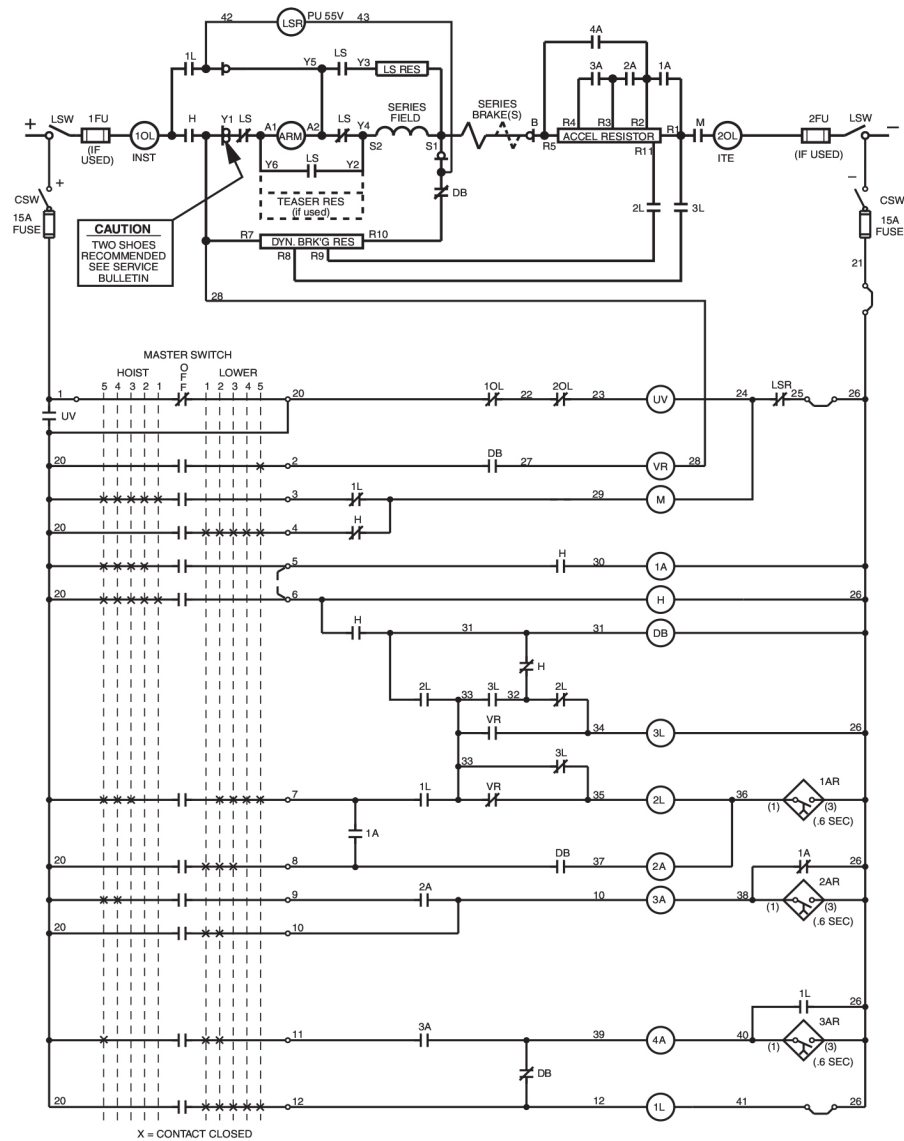 42 LSR PU 55V 43
4A
1L Y5 LS Y3 LS RES
3A 2A 1A
+ LSW 1FU (IF USED) 1OL INST H Y1 LS A1 ARM A2 LS Y4 S2 SERIES FIELD S1 SERIES BRAKE(S) B R5 R4 R3 R2 R1 ACCEL RESISTOR R11 M 2OL ITE 2FU (IF USED) LSW −
Y6 LS Y2
TEASER RES
(if used)
DB
2L 3L
+ CSW
15A
FUSE
− CSW
15A
FUSE
21
CAUTION
TWO SHOES
RECOMMENDED
SEE SERVICE
BULLETIN
R7 DYN. BRK'G RES R10
R8 R9
28
MASTER SWITCH
HOIST OFF LOWER
5 4 3 2 1 1 2 3 4 5
1 20 1OL 22 2OL 23 UV 24 LSR 25 26
UV
20 2 DB 27 VR 28
3 1L 29 M
20 4 H
5 H 30 1A
20 6 H 26
H 31 31 DB
H
2L 33 3L 32 2L
VR 34 3L 26
33 3L
7 1L VR 35 2L 36 1AR
(1) (3)
(.6 SEC)
1A
20 8 DB 37 2A 1A 26
9 2A 10 3A 38 2AR
(1) (3)
(.6 SEC)
20 10
1L 26
11 3A 39 4A 40 3AR
(1) (3)
(.6 SEC)
DB
20 12 12 1L 41 26
X = CONTACT CLOSED